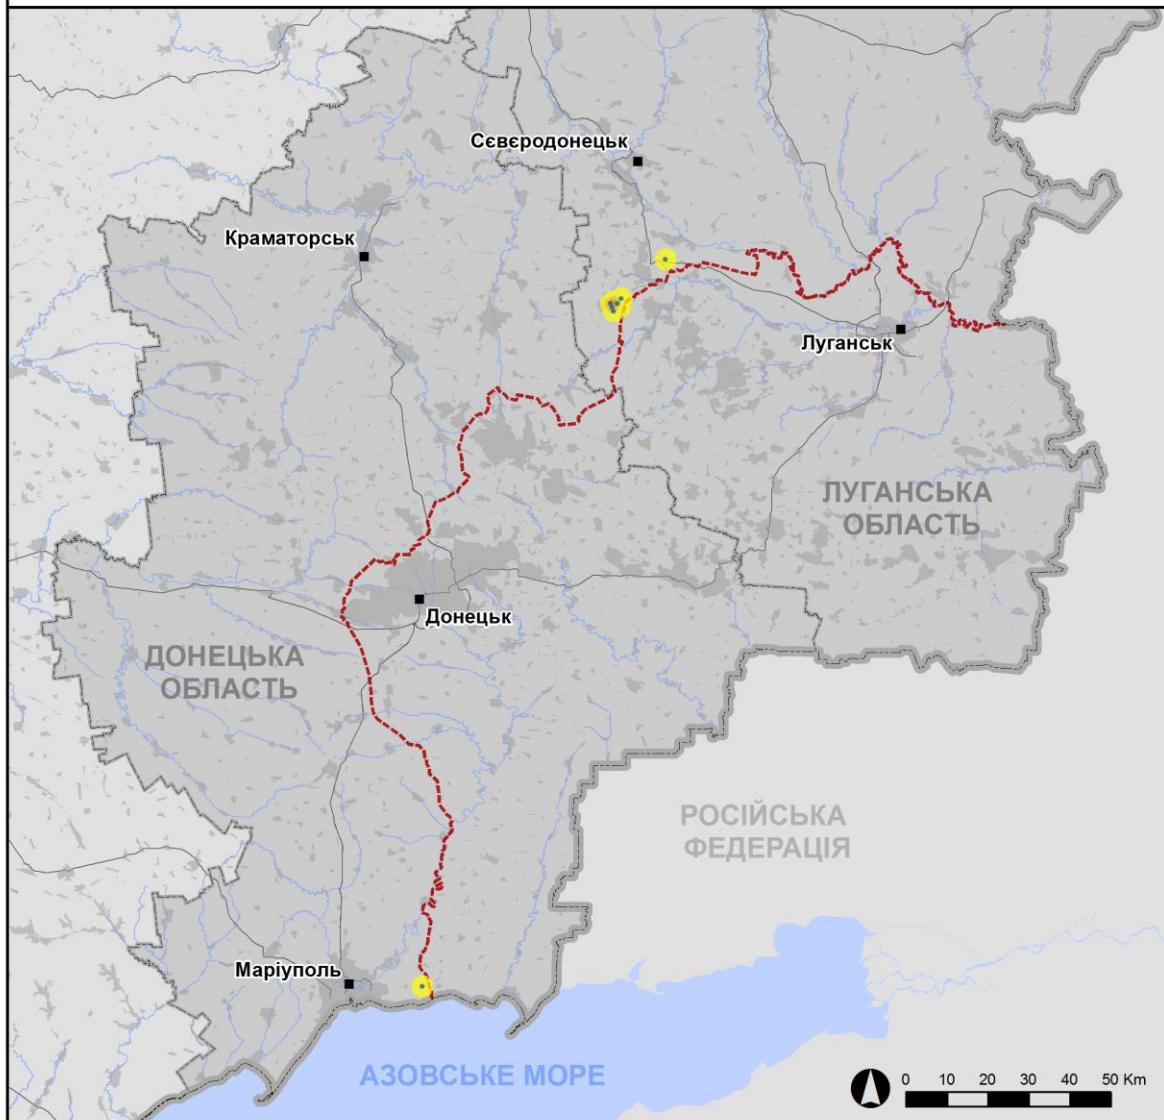 Сєвєродонецьк
Краматорськ
Луганськ
ЛУГАНСЬКА
ОБЛАСТЬ
Донецьк
ДОНЕЦЬКА
ОБЛАСТЬ
РОСІЙСЬКА
ФЕДЕРАЦІЯ
Маріуполь
АЗОВСЬКЕ МОРЕ
0 10 20 30 40 50 Km